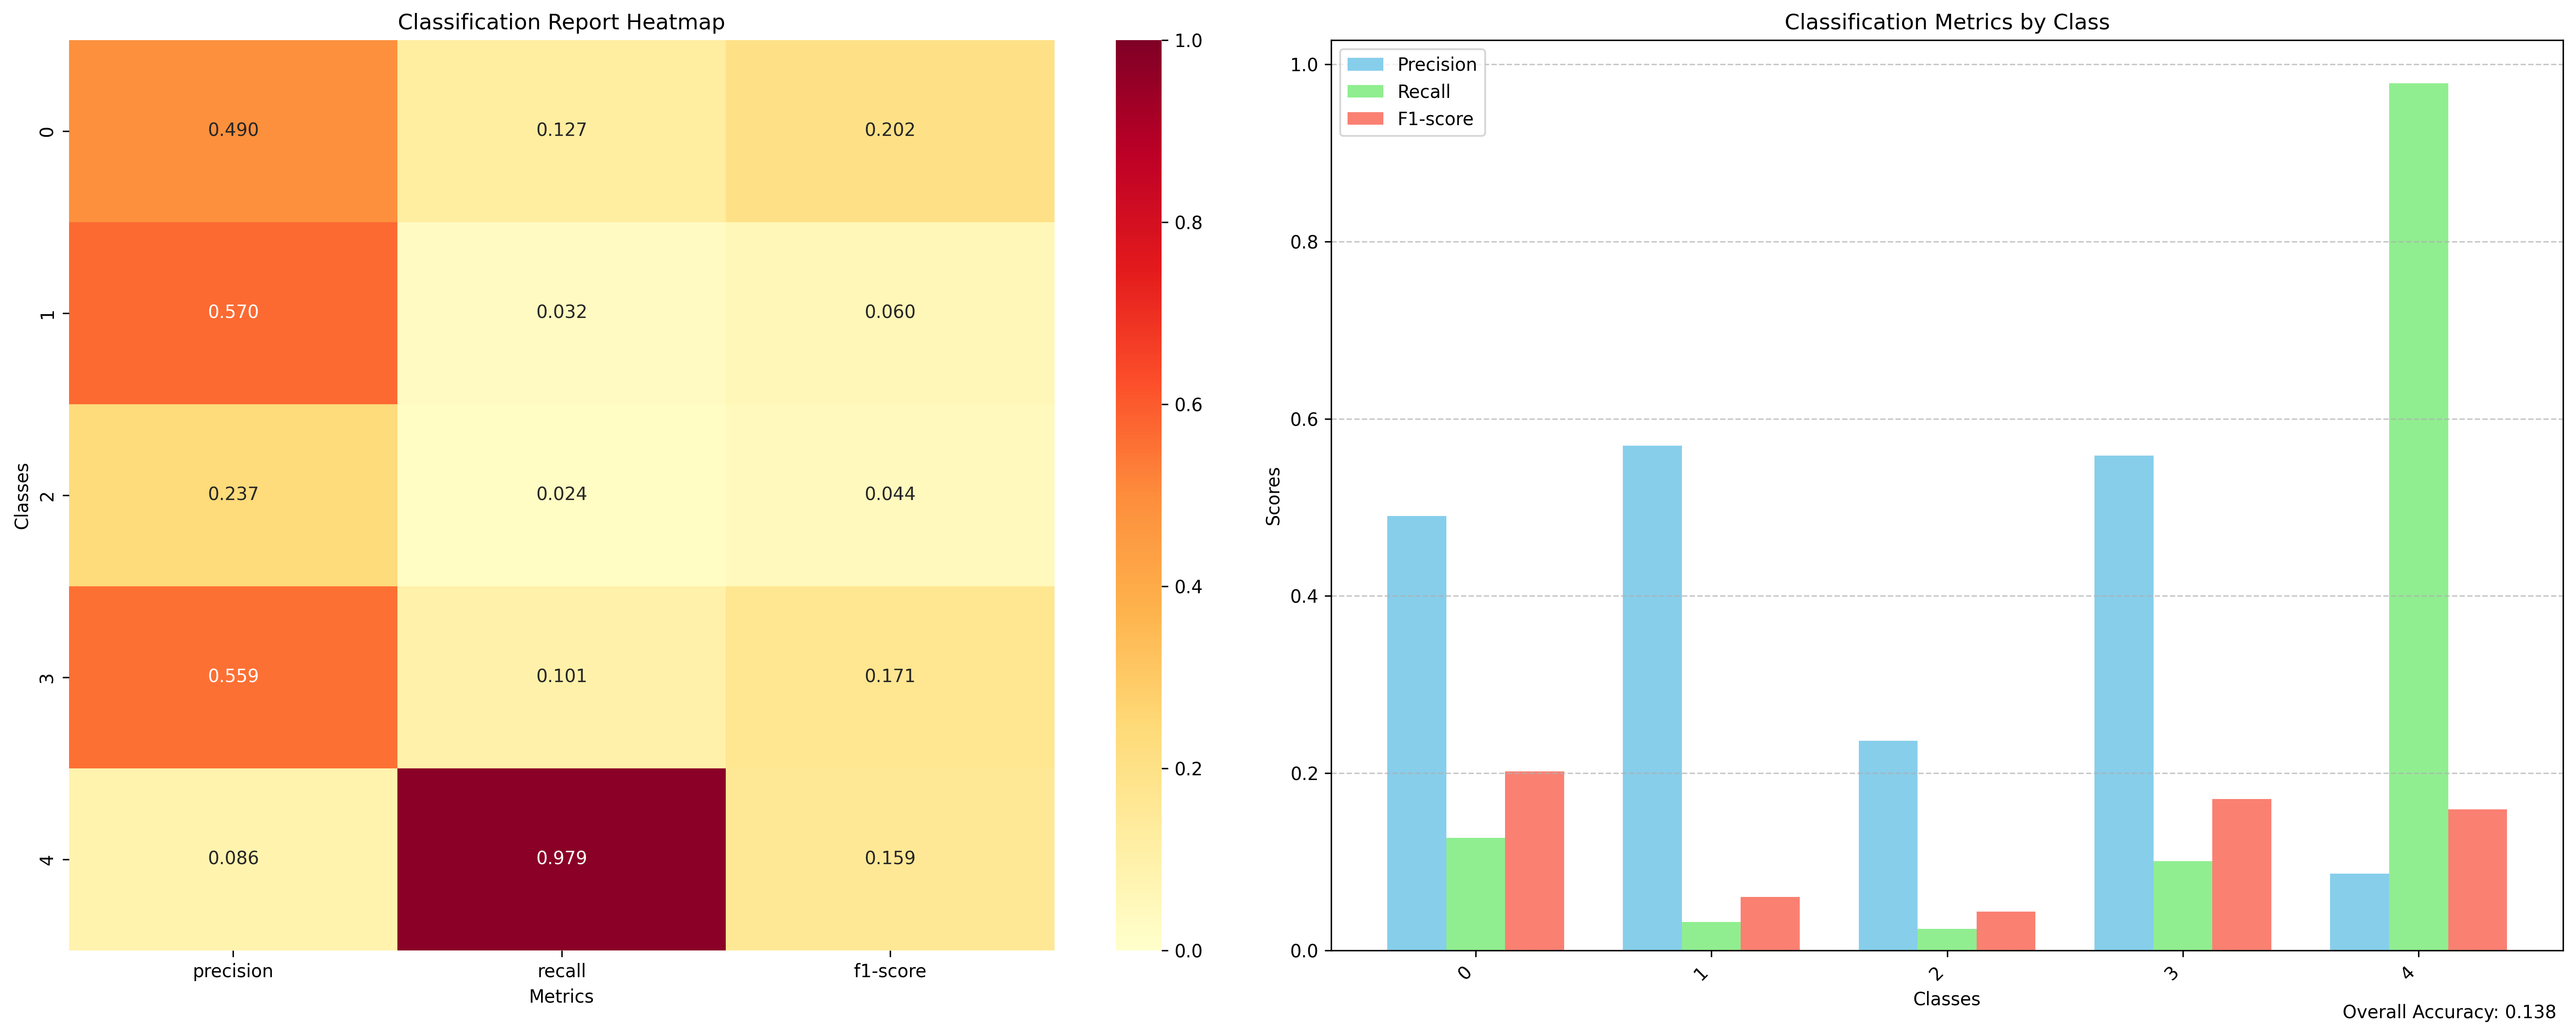 Classification Report Heatmap
Classes
0 0.490 0.127 0.202
1 0.570 0.032 0.060
2 0.237 0.024 0.044
3 0.559 0.101 0.171
4 0.086 0.979 0.159
precision recall f1-score
Metrics
1.0
0.8
0.6
0.4
0.2
0.0
Classification Metrics by Class
Precision
Recall
F1-score
Scores
1.0
0.8
0.6
0.4
0.2
0.0
0 1 2 3 4
Classes
Overall Accuracy: 0.138